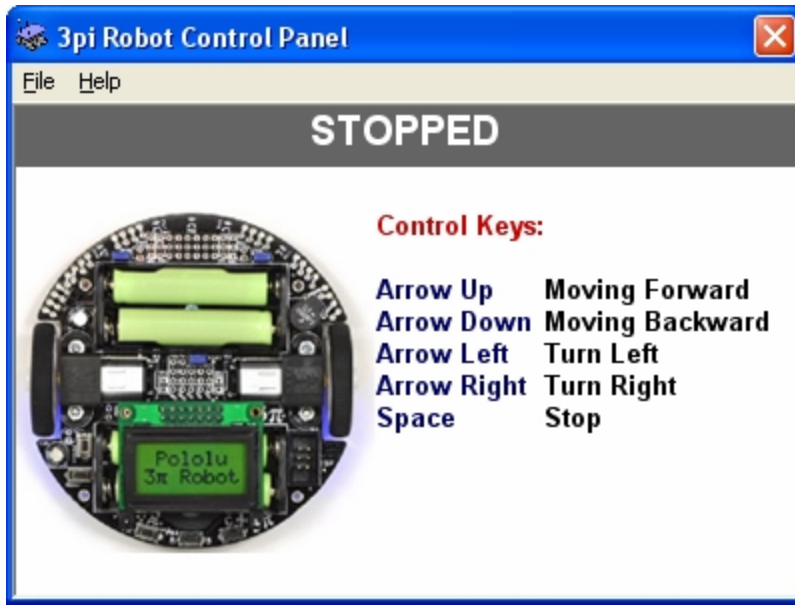 3pi Robot Control Panel
File Help
STOPPED
Control Keys:
Arrow Up Moving Forward
Arrow Down Moving Backward
Arrow Left Turn Left
Arrow Right Turn Right
Space Stop
Pololu
3π Robot